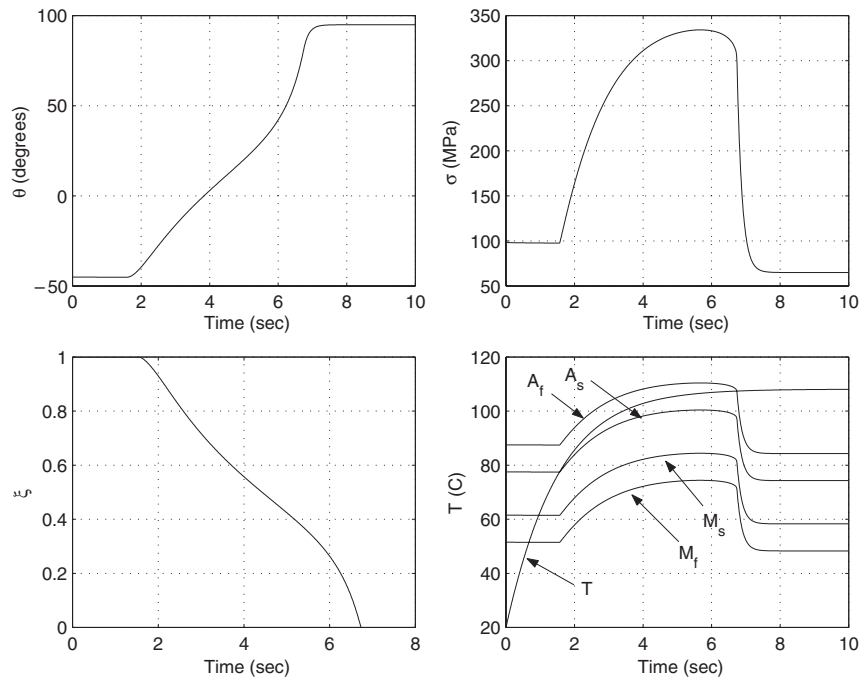 100
50
0
−50
θ (degrees)
0 2 4 6 8 10
Time (sec)
350
300
250
200
150
100
50
σ (MPa)
0 2 4 6 8 10
Time (sec)
1
0.8
0.6
0.4
0.2
0
ξ
0 2 4 6 8
Time (sec)
120
100
80
60
40
20
T (C)
A_f
A_s
M_s
M_f
T
0 2 4 6 8 10
Time (sec)